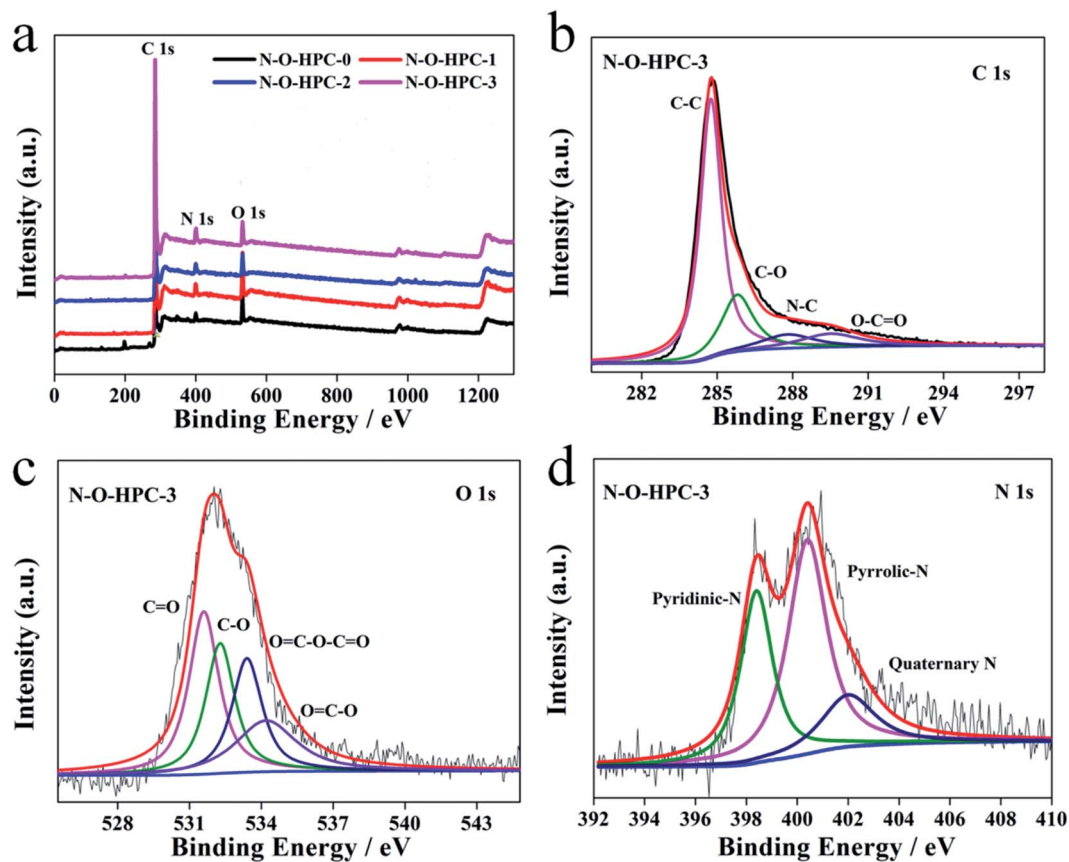 a
C 1s
N-O-HPC-0 N-O-HPC-1
N-O-HPC-2 N-O-HPC-3
N 1s
O 1s
Intensity (a.u.)
0 200 400 600 800 1000 1200
Binding Energy / eV
b
N-O-HPC-3
C 1s
C-C
C-O
N-C
O-C=O
Intensity (a.u.)
282 285 288 291 294 297
Binding Energy / eV
c
N-O-HPC-3
O 1s
C=O
C-O
O=C-O-C=O
O=C-O
Intensity (a.u.)
528 531 534 537 540 543
Binding Energy / eV
d
N-O-HPC-3
N 1s
Pyrrolic-N
Pyridinic-N
Quaternary N
Intensity (a.u.)
392 394 396 398 400 402 404 406 408 410
Binding Energy / eV